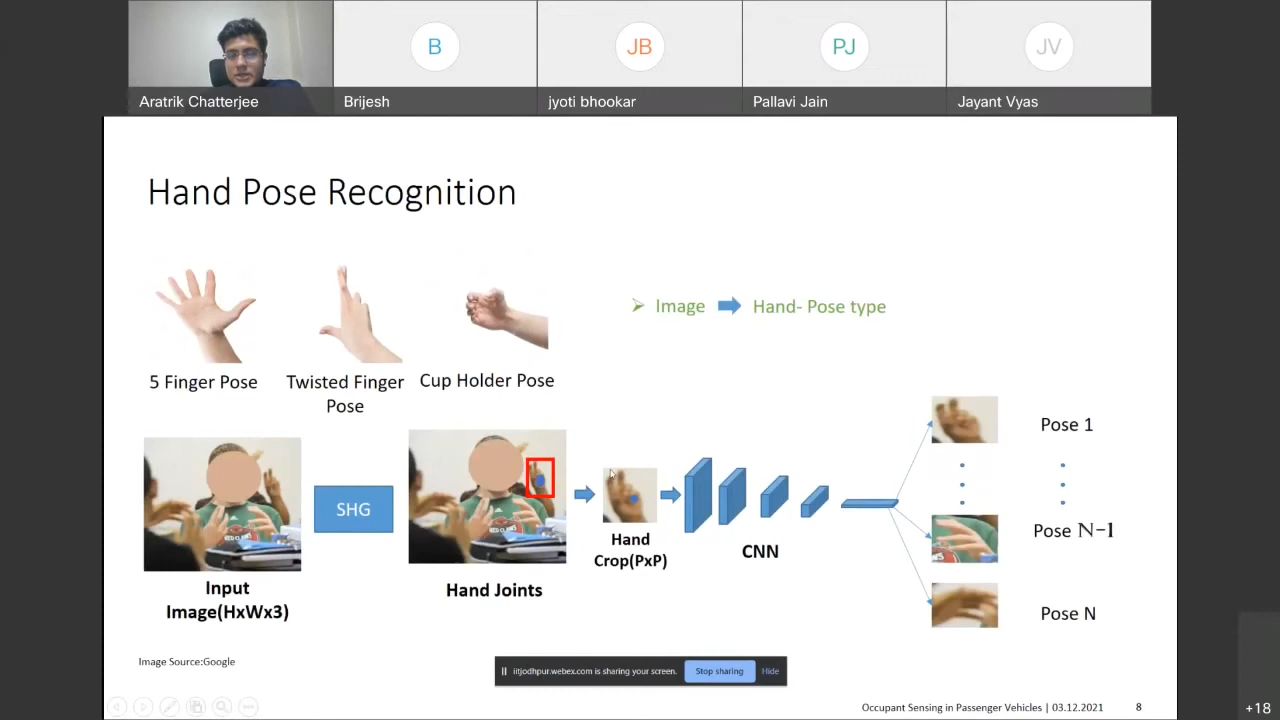 B
JB
PJ
JV
Aratrik Chatterjee
Brijesh
jyoti bhookar
Pallavi Jain
Jayant Vyas
Hand Pose Recognition
Image
Hand- Pose type
5 Finger Pose
Twisted Finger
Pose
Cup Holder Pose
SHG
Input
Image(HxWx3)
Hand Joints
Hand
Crop(PxP)
CNN
Pose 1
Pose N-1
Pose N
Image Source:Google
iitjodhpur.webex.com is sharing your screen.
Stop sharing
Hide
Occupant Sensing in Passenger Vehicles | 03.12.2021
8
+18